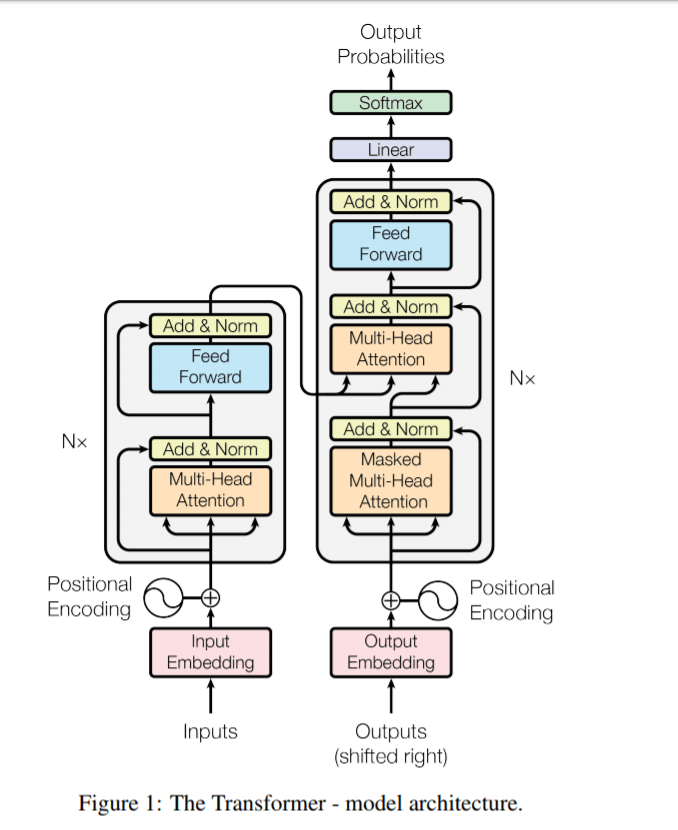 Output
Probabilities
Softmax
Linear
Add & Norm
Feed
Forward
Add & Norm
Multi-Head
Attention
Add & Norm
Masked
Multi-Head
Attention
Nx
Add & Norm
Feed
Forward
Add & Norm
Multi-Head
Attention
Nx
Positional
Encoding
Positional
Encoding
Input
Embedding
Output
Embedding
Inputs
Outputs
(shifted right)
Figure 1: The Transformer - model architecture.